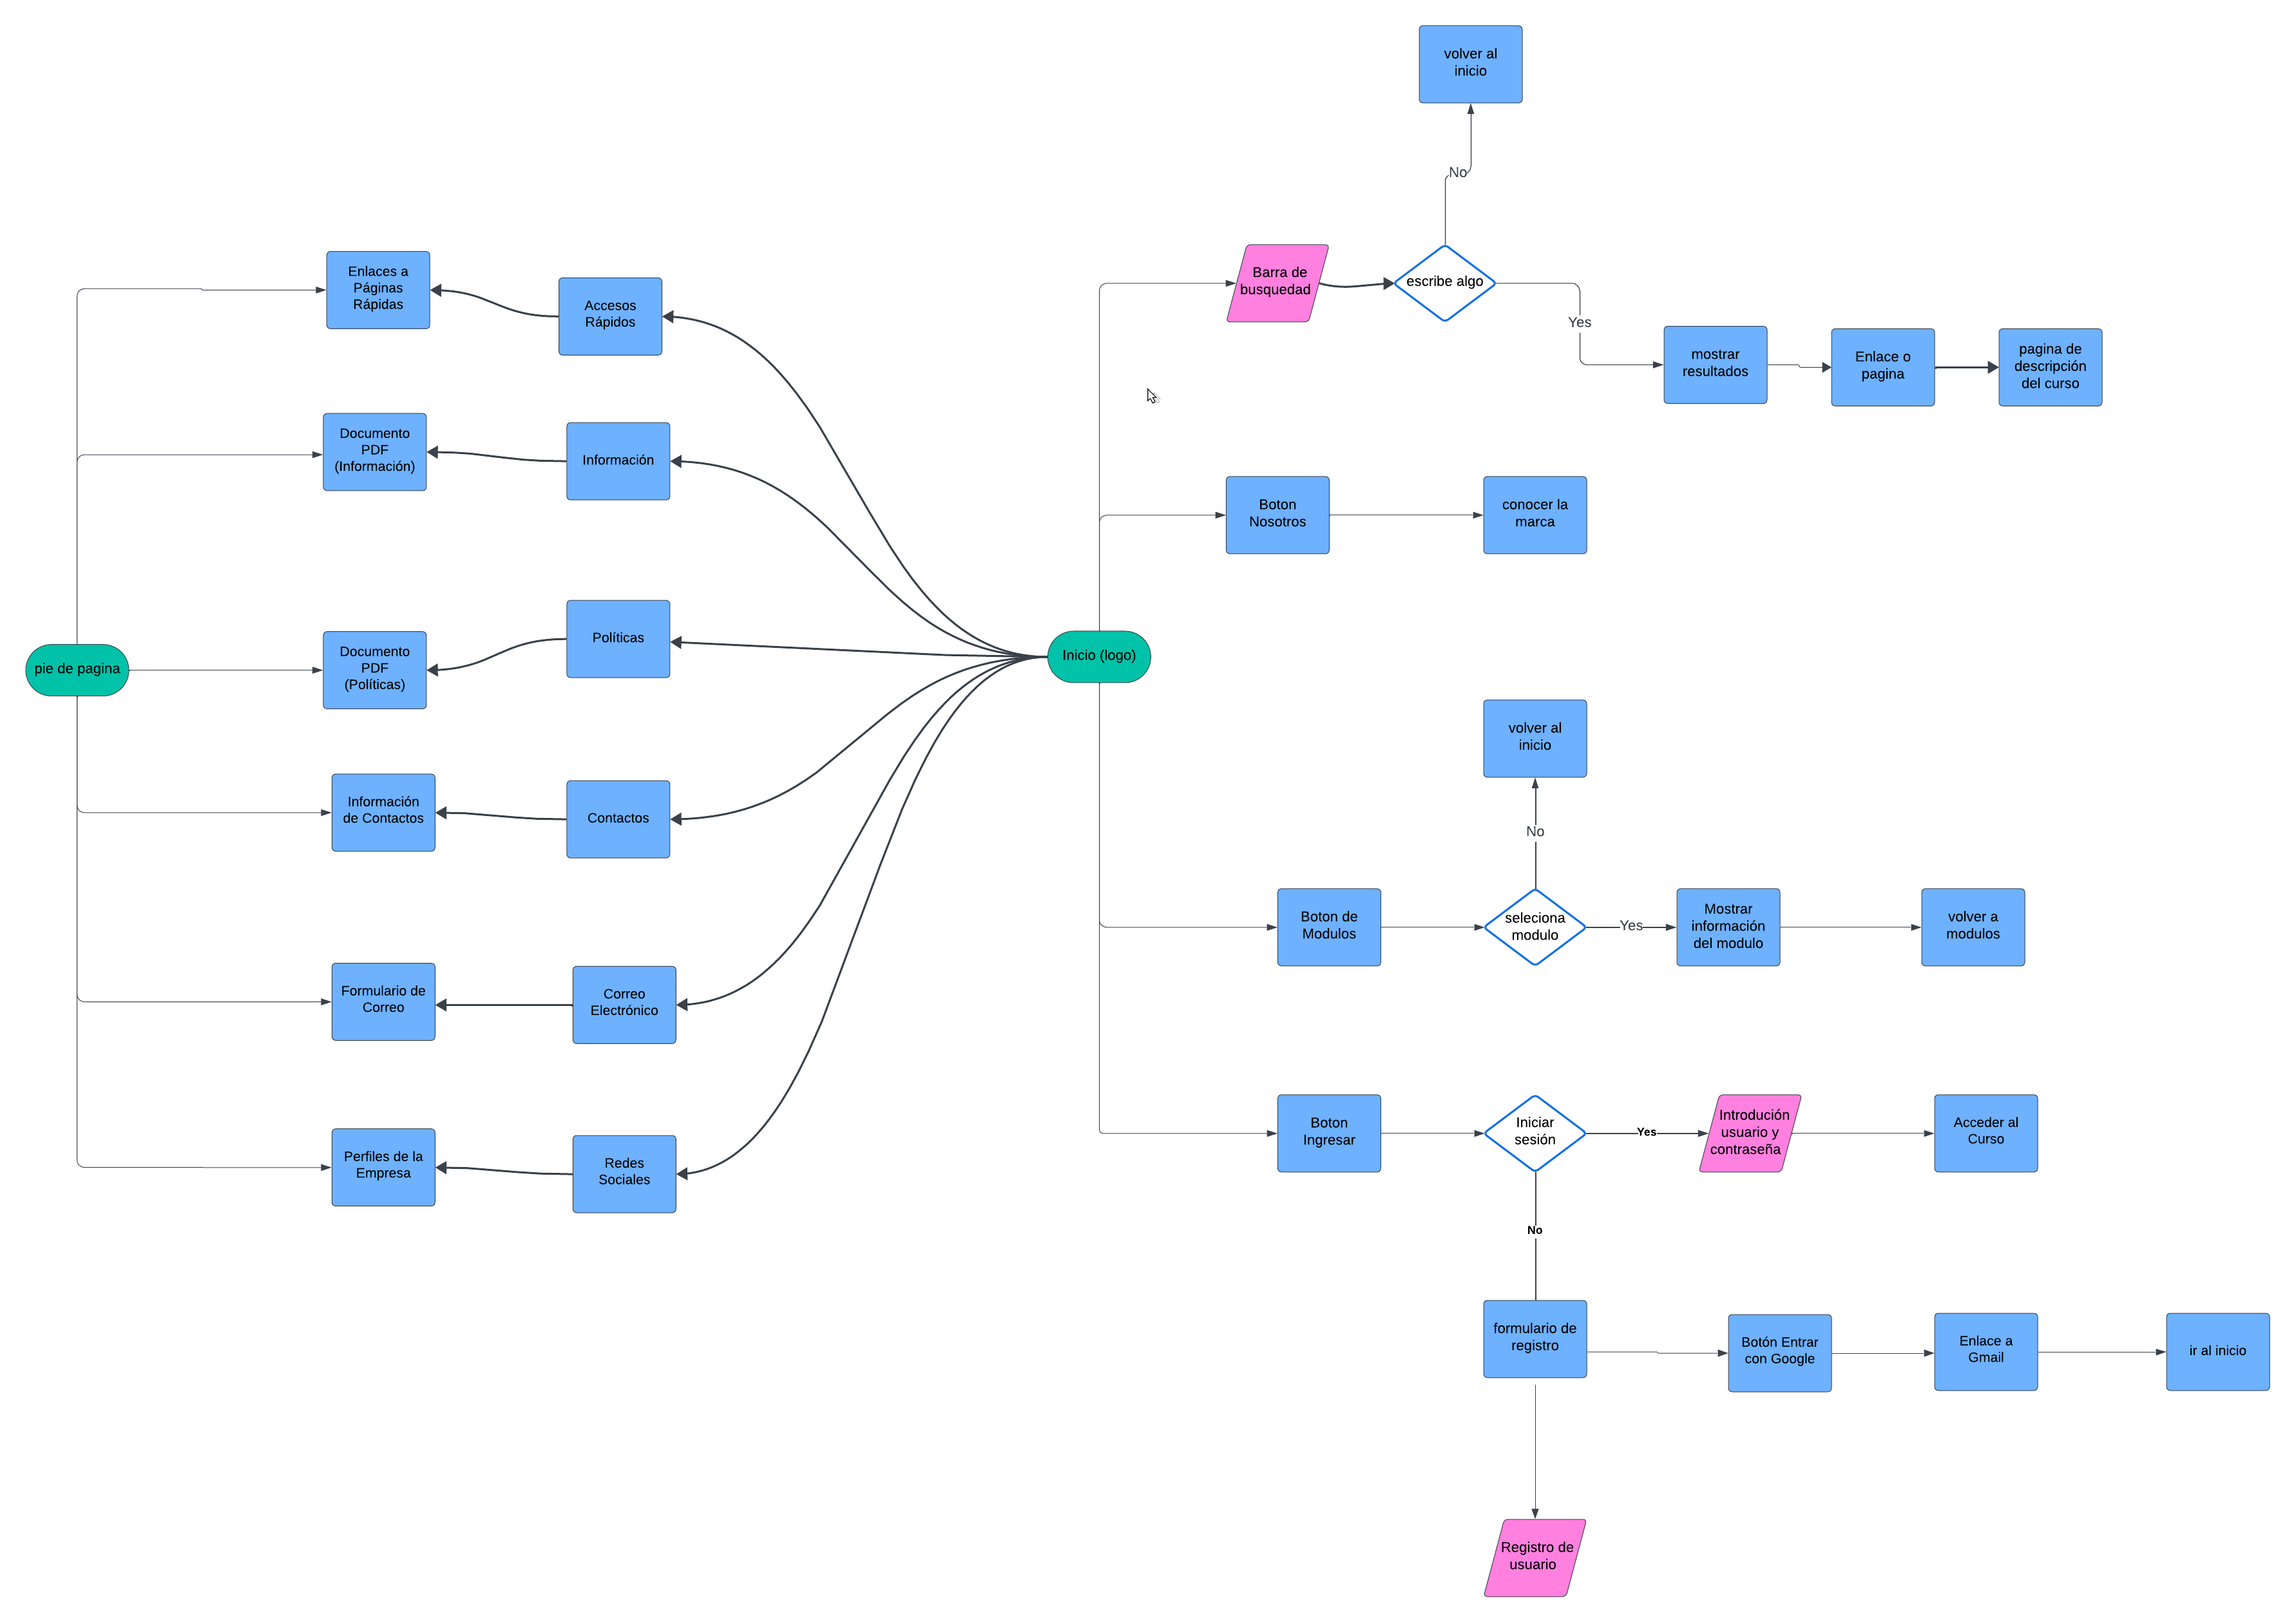 volver al
inicio
No
Barra de
busquedad
escribe algo
Yes
mostrar
resultados
Enlace o
pagina
pagina de
descripción
del curso
Enlaces a
Páginas
Rápidas
Accesos
Rápidos
Documento
PDF
(Información)
Información
Boton
Nosotros
conocer la
marca
pie de pagina
Documento
PDF
(Políticas)
Políticas
Inicio (logo)
volver al
inicio
No
Información
de Contactos
Contactos
Boton de
Modulos
seleciona
modulo
Yes
Mostrar
información
del modulo
volver a
modulos
Formulario de
Correo
Correo
Electrónico
Perfiles de la
Empresa
Redes
Sociales
Boton
Ingresar
Iniciar
sesión
Yes
Introdución
usuario y
contraseña
Acceder al
Curso
No
formulario de
registro
Botón Entrar
con Google
Enlace a
Gmail
ir al inicio
Registro de
usuario